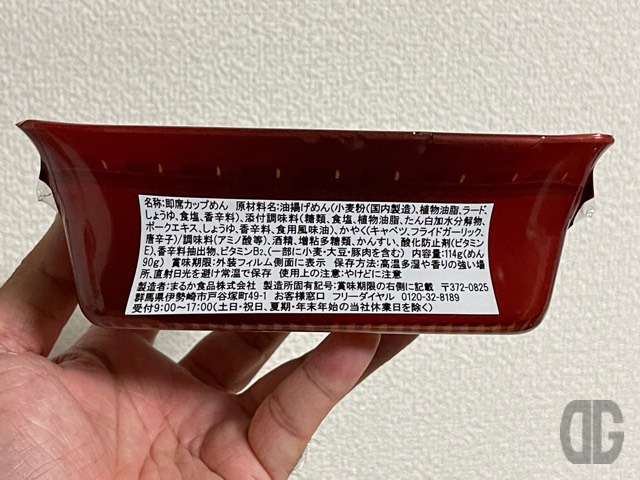 名称:即席カップめん 原材料名:油揚げめん(小麦粉(国内製造)、植物油脂、ラード、
しょうゆ、食塩、香辛料)、添付調味料(糖類、食塩、植物油脂、たん白加水分解物、
ポークエキス、しょうゆ、香辛料、食用風味油)、かやく(キャベツ、フライドガーリック、
唐辛子)/調味料(アミノ酸等)、酒精、増粘多糖類、かんすい、酸化防止剤(ビタミン
E)、香辛料抽出物、ビタミンB2、(一部に小麦・大豆・豚肉を含む) 内容量:114g(めん
90g) 賞味期限:外装フィルム側面に表示 保存方法:高温多湿や香りの強い場
所、直射日光を避け常温で保存 使用上の注意:やけどに注意
製造者:まるか食品株式会社 製造所固有記号:賞味期限の右側に記載 〒372-0825
群馬県伊勢崎市戸谷塚町49-1 お客様窓口 フリーダイヤル 0120-32-8189
受付9:00〜17:00(土日・祝日、夏期・年末年始の当社休業日を除く)
DG